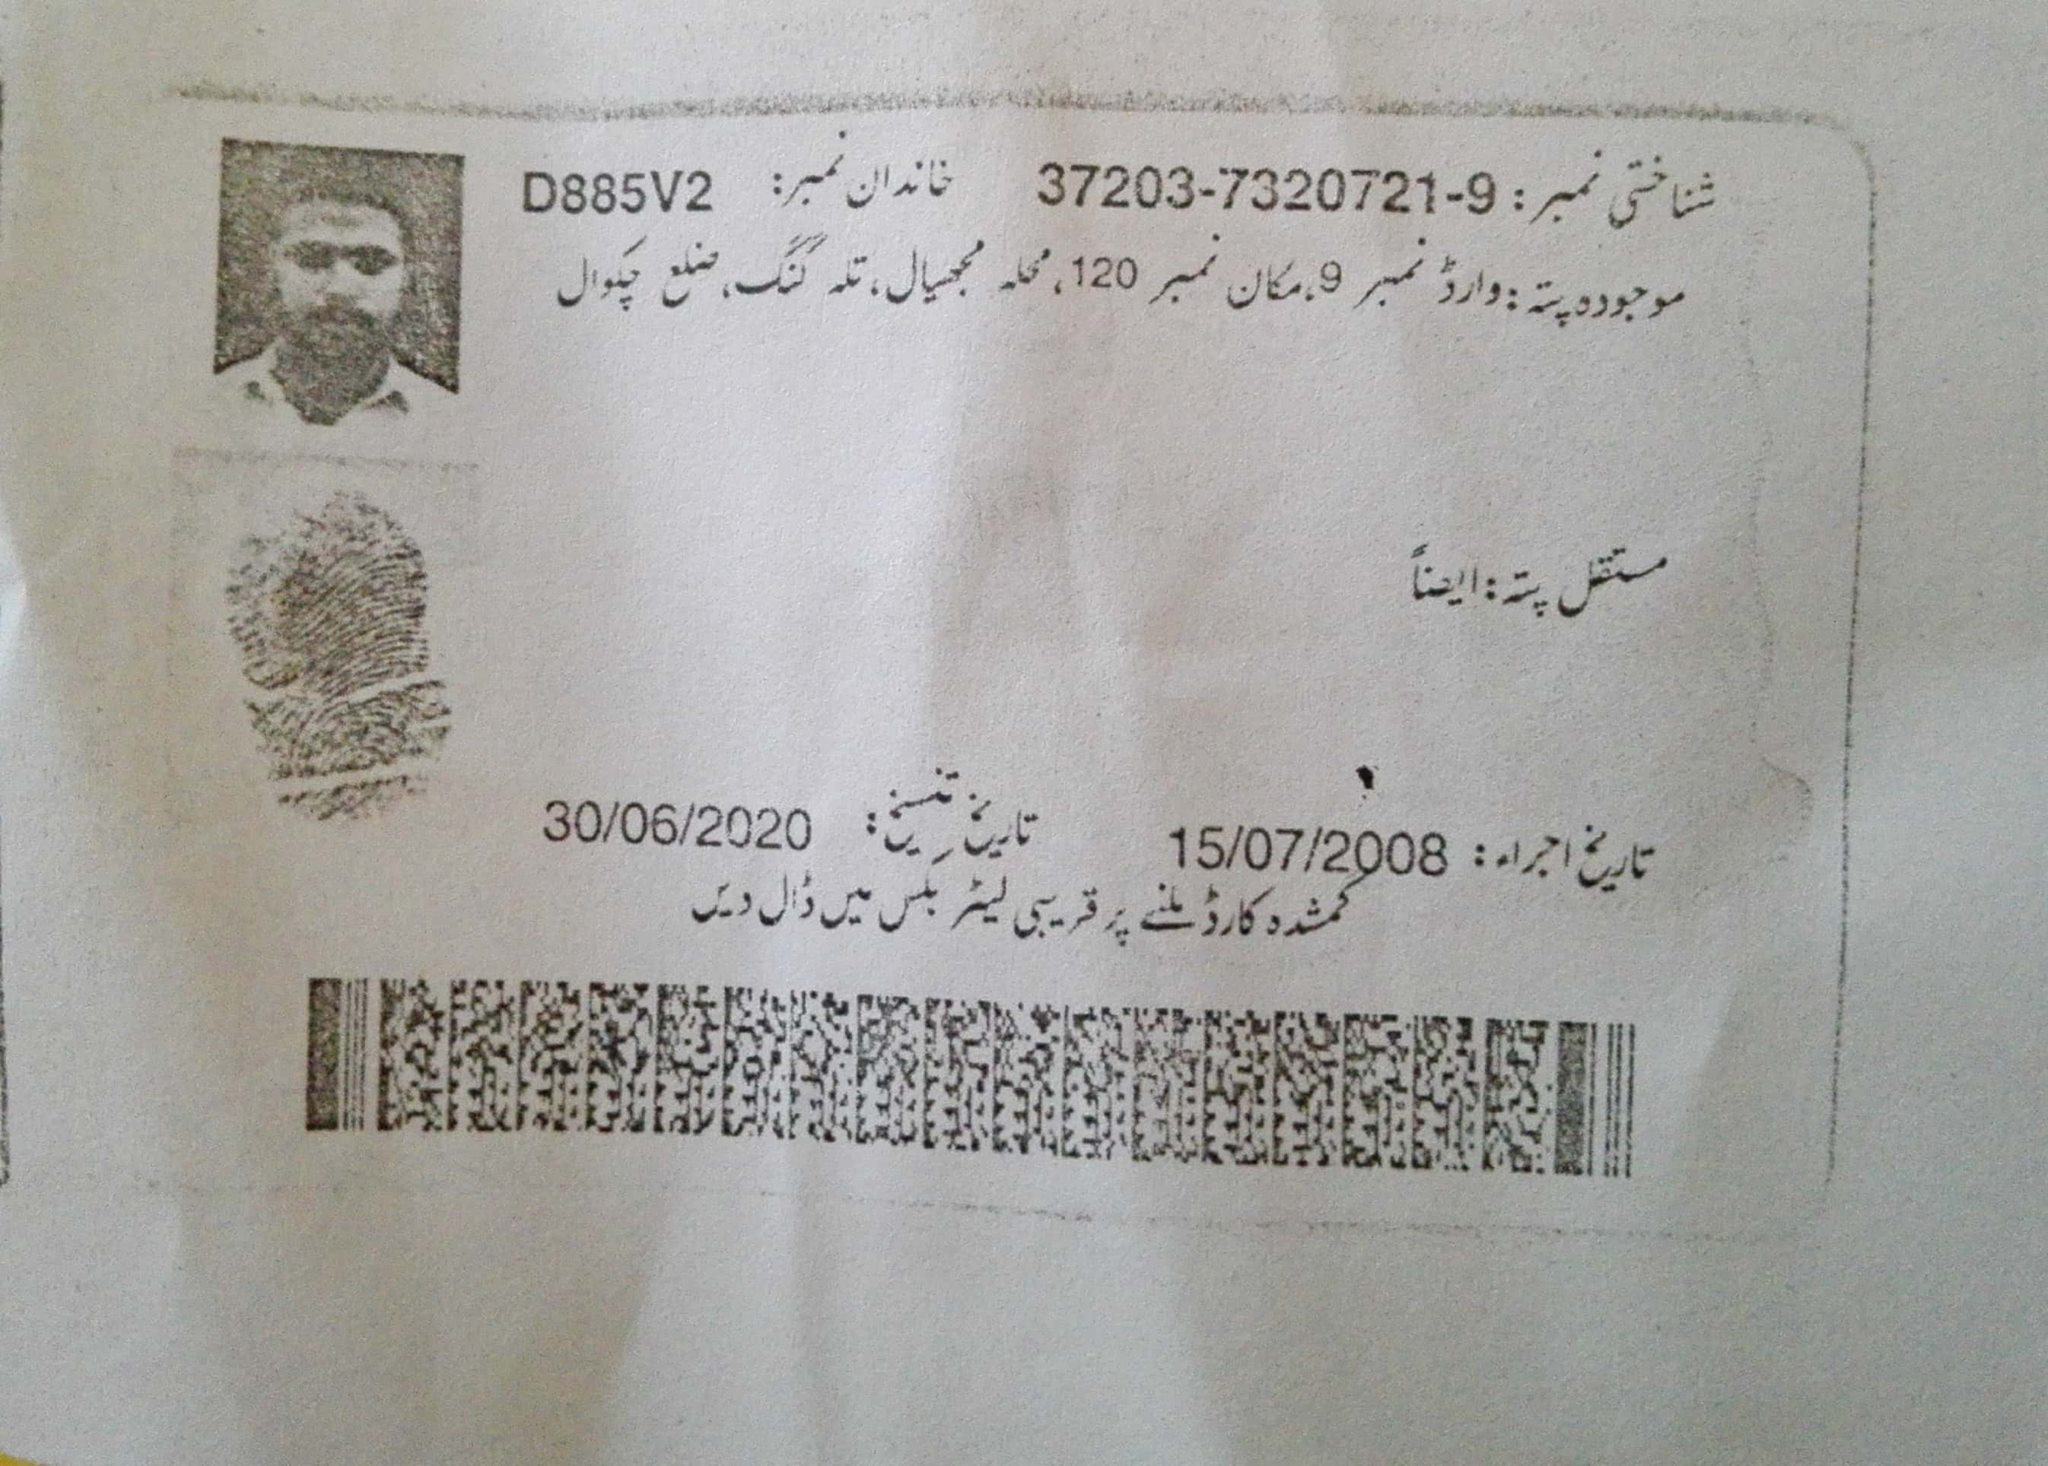 شناختی نمبر: 37203-7320721-9 خاندان نمبر: D885V2
موجودہ پتہ: وارڈ نمبر 9، مکان نمبر 120، محلہ مجھیال، تلہ گنگ، ضلع چکوال
مستقل پتہ: ایضاً
تاریخ اجراء: 15/07/2008 تاریخ تنسیخ: 30/06/2020
گمشدہ کارڈ ملنے پر قریبی لیٹر بکس میں ڈال دیں